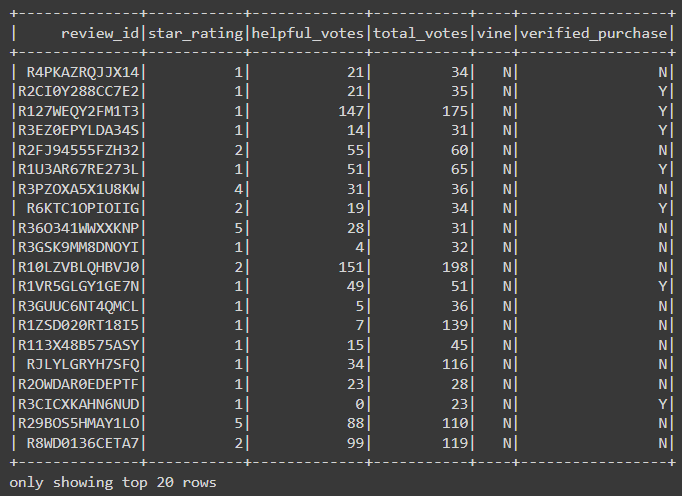 +--------------+-----------+-------------+-----------+----+-----------------+
|     review_id|star_rating|helpful_votes|total_votes|vine|verified_purchase|
+--------------+-----------+-------------+-----------+----+-----------------+
| R4PKAZRQJJX14|          1|           21|         34|   N|                N|
|R2CI0Y288CC7E2|          1|           21|         35|   N|                Y|
|R127WEQY2FM1T3|          1|          147|        175|   N|                Y|
|R3EZ0EPYLDA34S|          1|           14|         31|   N|                Y|
|R2FJ94555FZH32|          2|           55|         60|   N|                N|
|R1U3AR67RE273L|          1|           51|         65|   N|                Y|
|R3PZOXA5X1U8KW|          4|           31|         36|   N|                N|
| R6KTC1OPIOIIG|          2|           19|         34|   N|                Y|
|R36O341WWXXKNP|          5|           28|         31|   N|                N|
|R3GSK9MM8DNOYI|          1|            4|         32|   N|                N|
|R10LZVBLQHBVJ0|          2|          151|        198|   N|                N|
|R1VR5GLGY1GE7N|          1|           49|         51|   N|                Y|
|R3GUUC6NT4QMCL|          1|            5|         36|   N|                N|
|R1ZSD020RT18I5|          1|            7|        139|   N|                N|
|R113X48B575ASY|          1|           15|         45|   N|                N|
| RJLYLGRYH7SFQ|          1|           34|        116|   N|                N|
|R2OWDAR0EDEPTF|          1|           23|         28|   N|                N|
|R3CICXKAHN6NUD|          1|            0|         23|   N|                Y|
|R29BOS5HMAY1LO|          5|           88|        110|   N|                N|
| R8WD0136CETA7|          2|           99|        119|   N|                N|
+--------------+-----------+-------------+-----------+----+-----------------+
only showing top 20 rows